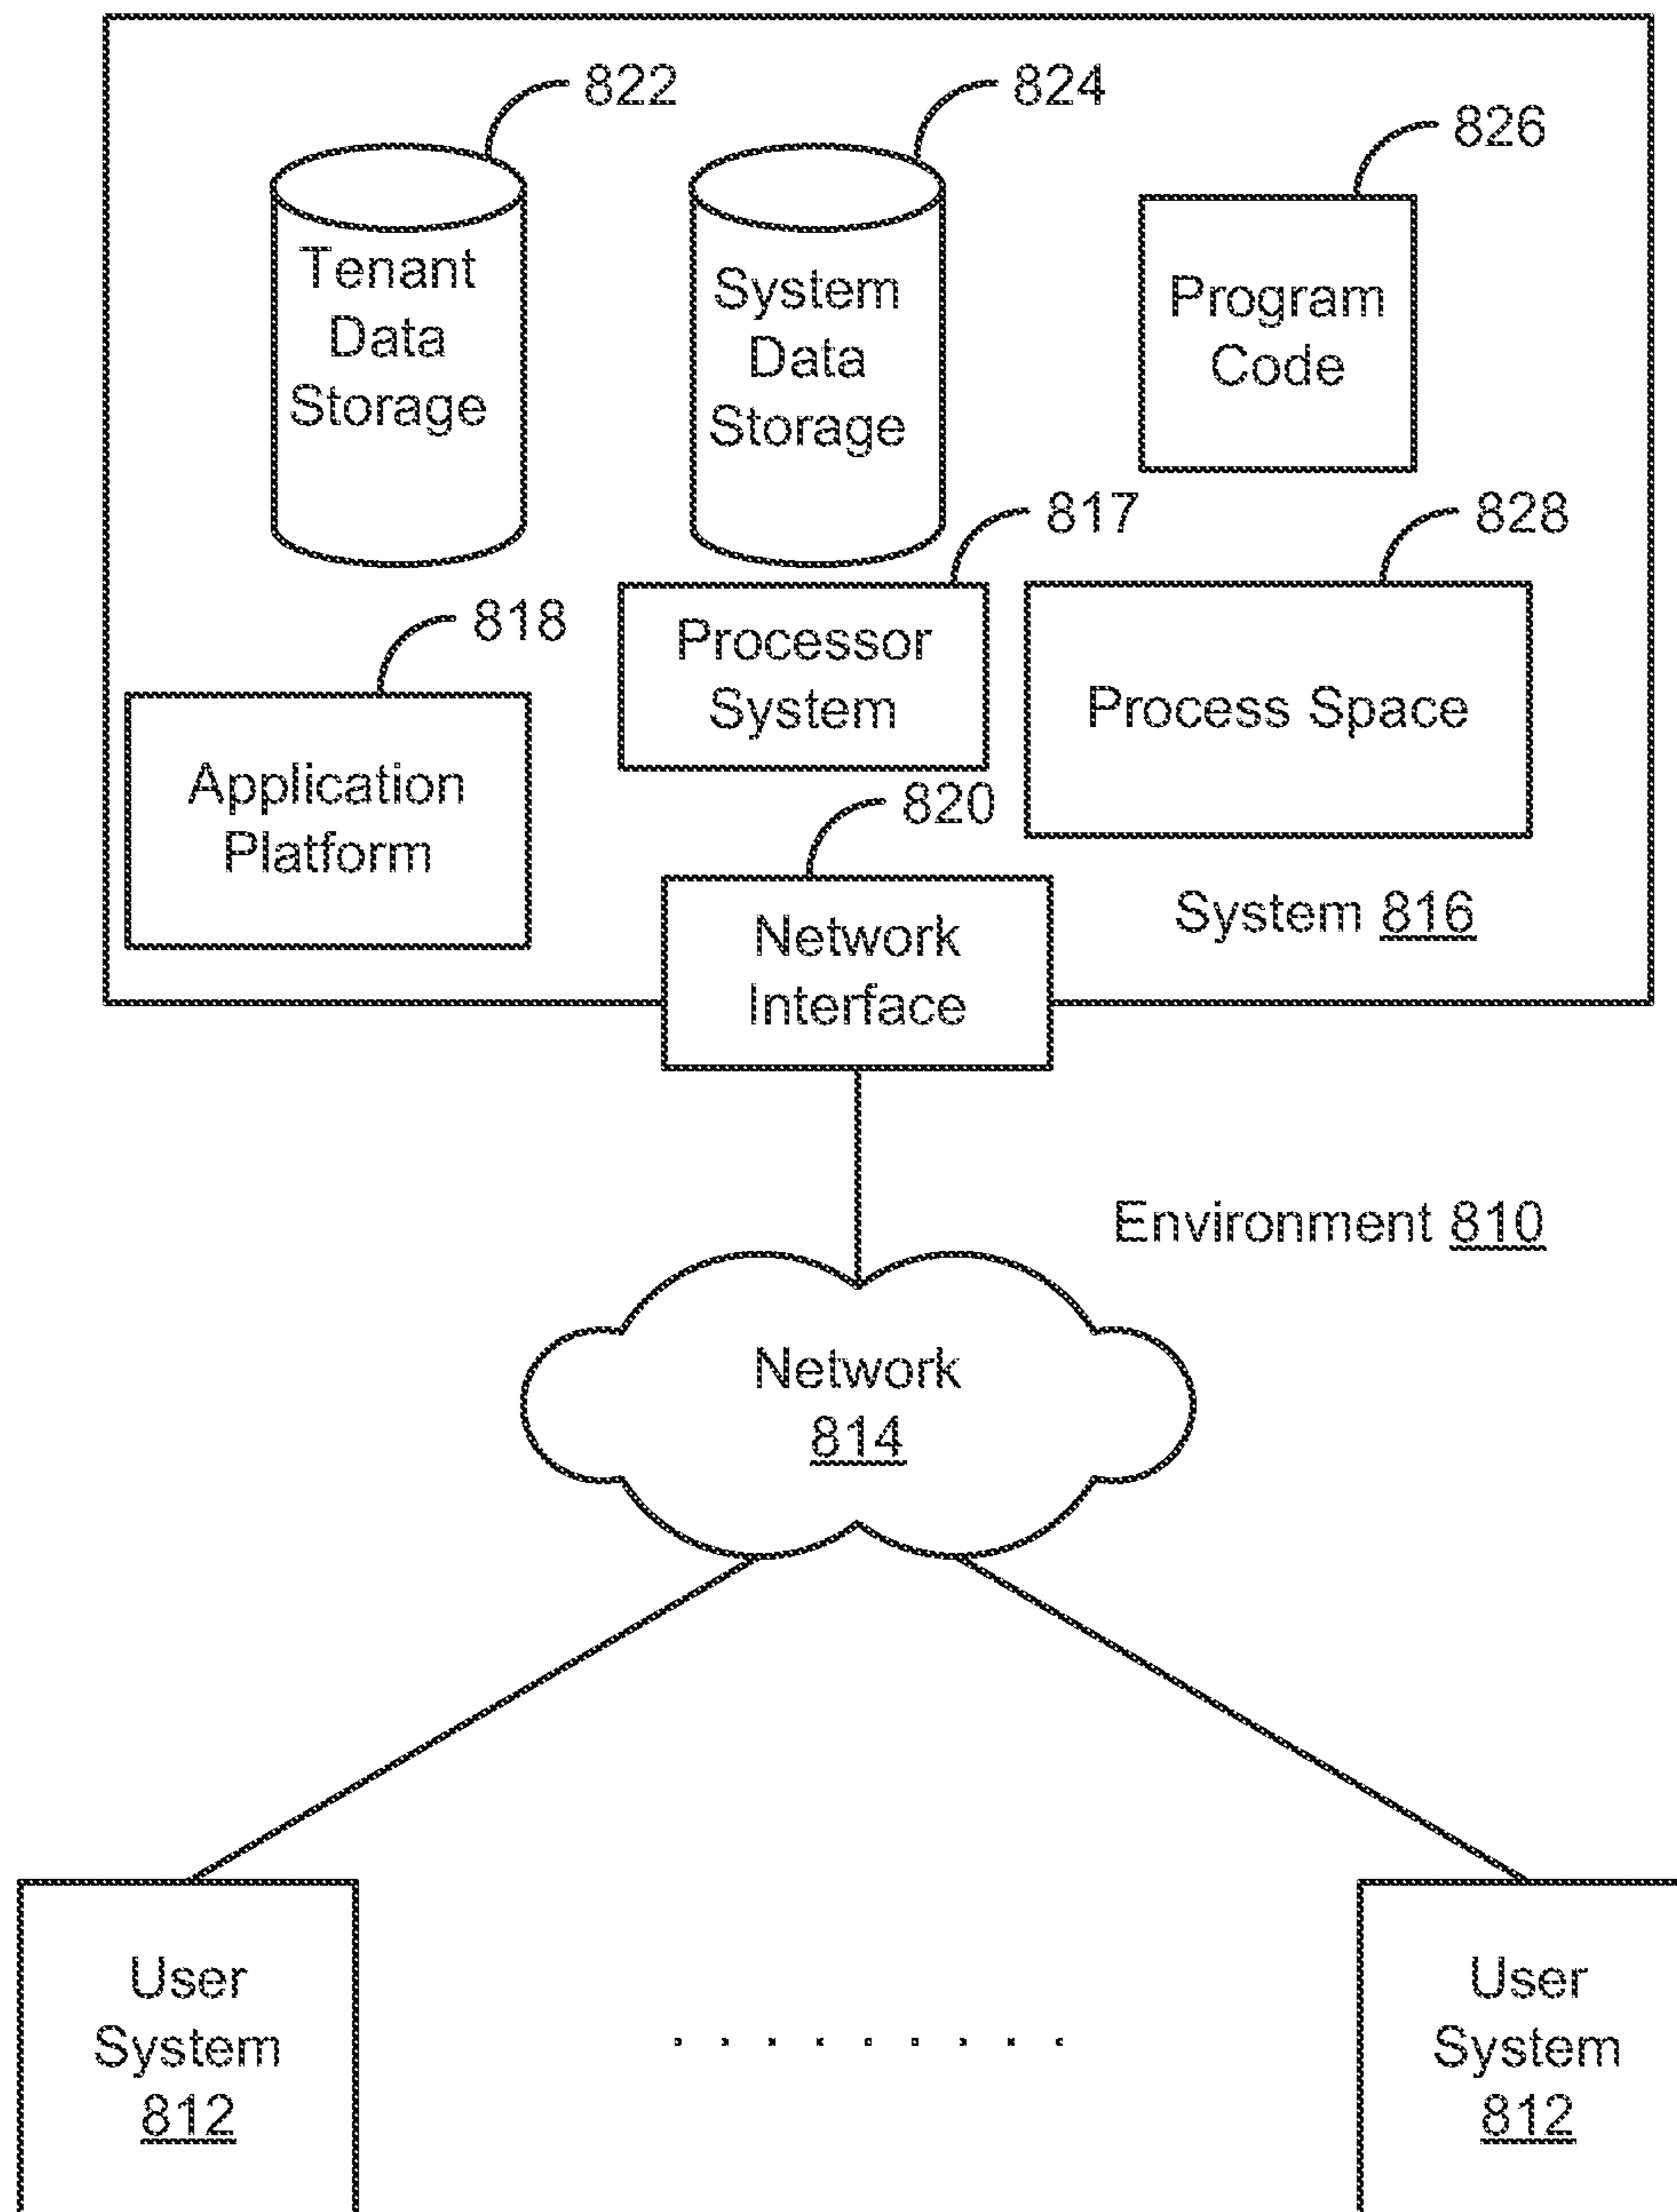 822
824
826
Tenant
Data
Storage
System
Data
Storage
Program
Code
817
828
818
Processor
System
Process Space
Application
Platform
820
Network
Interface
System 816
Environment 810
Network
814
User
System
812
User
System
812